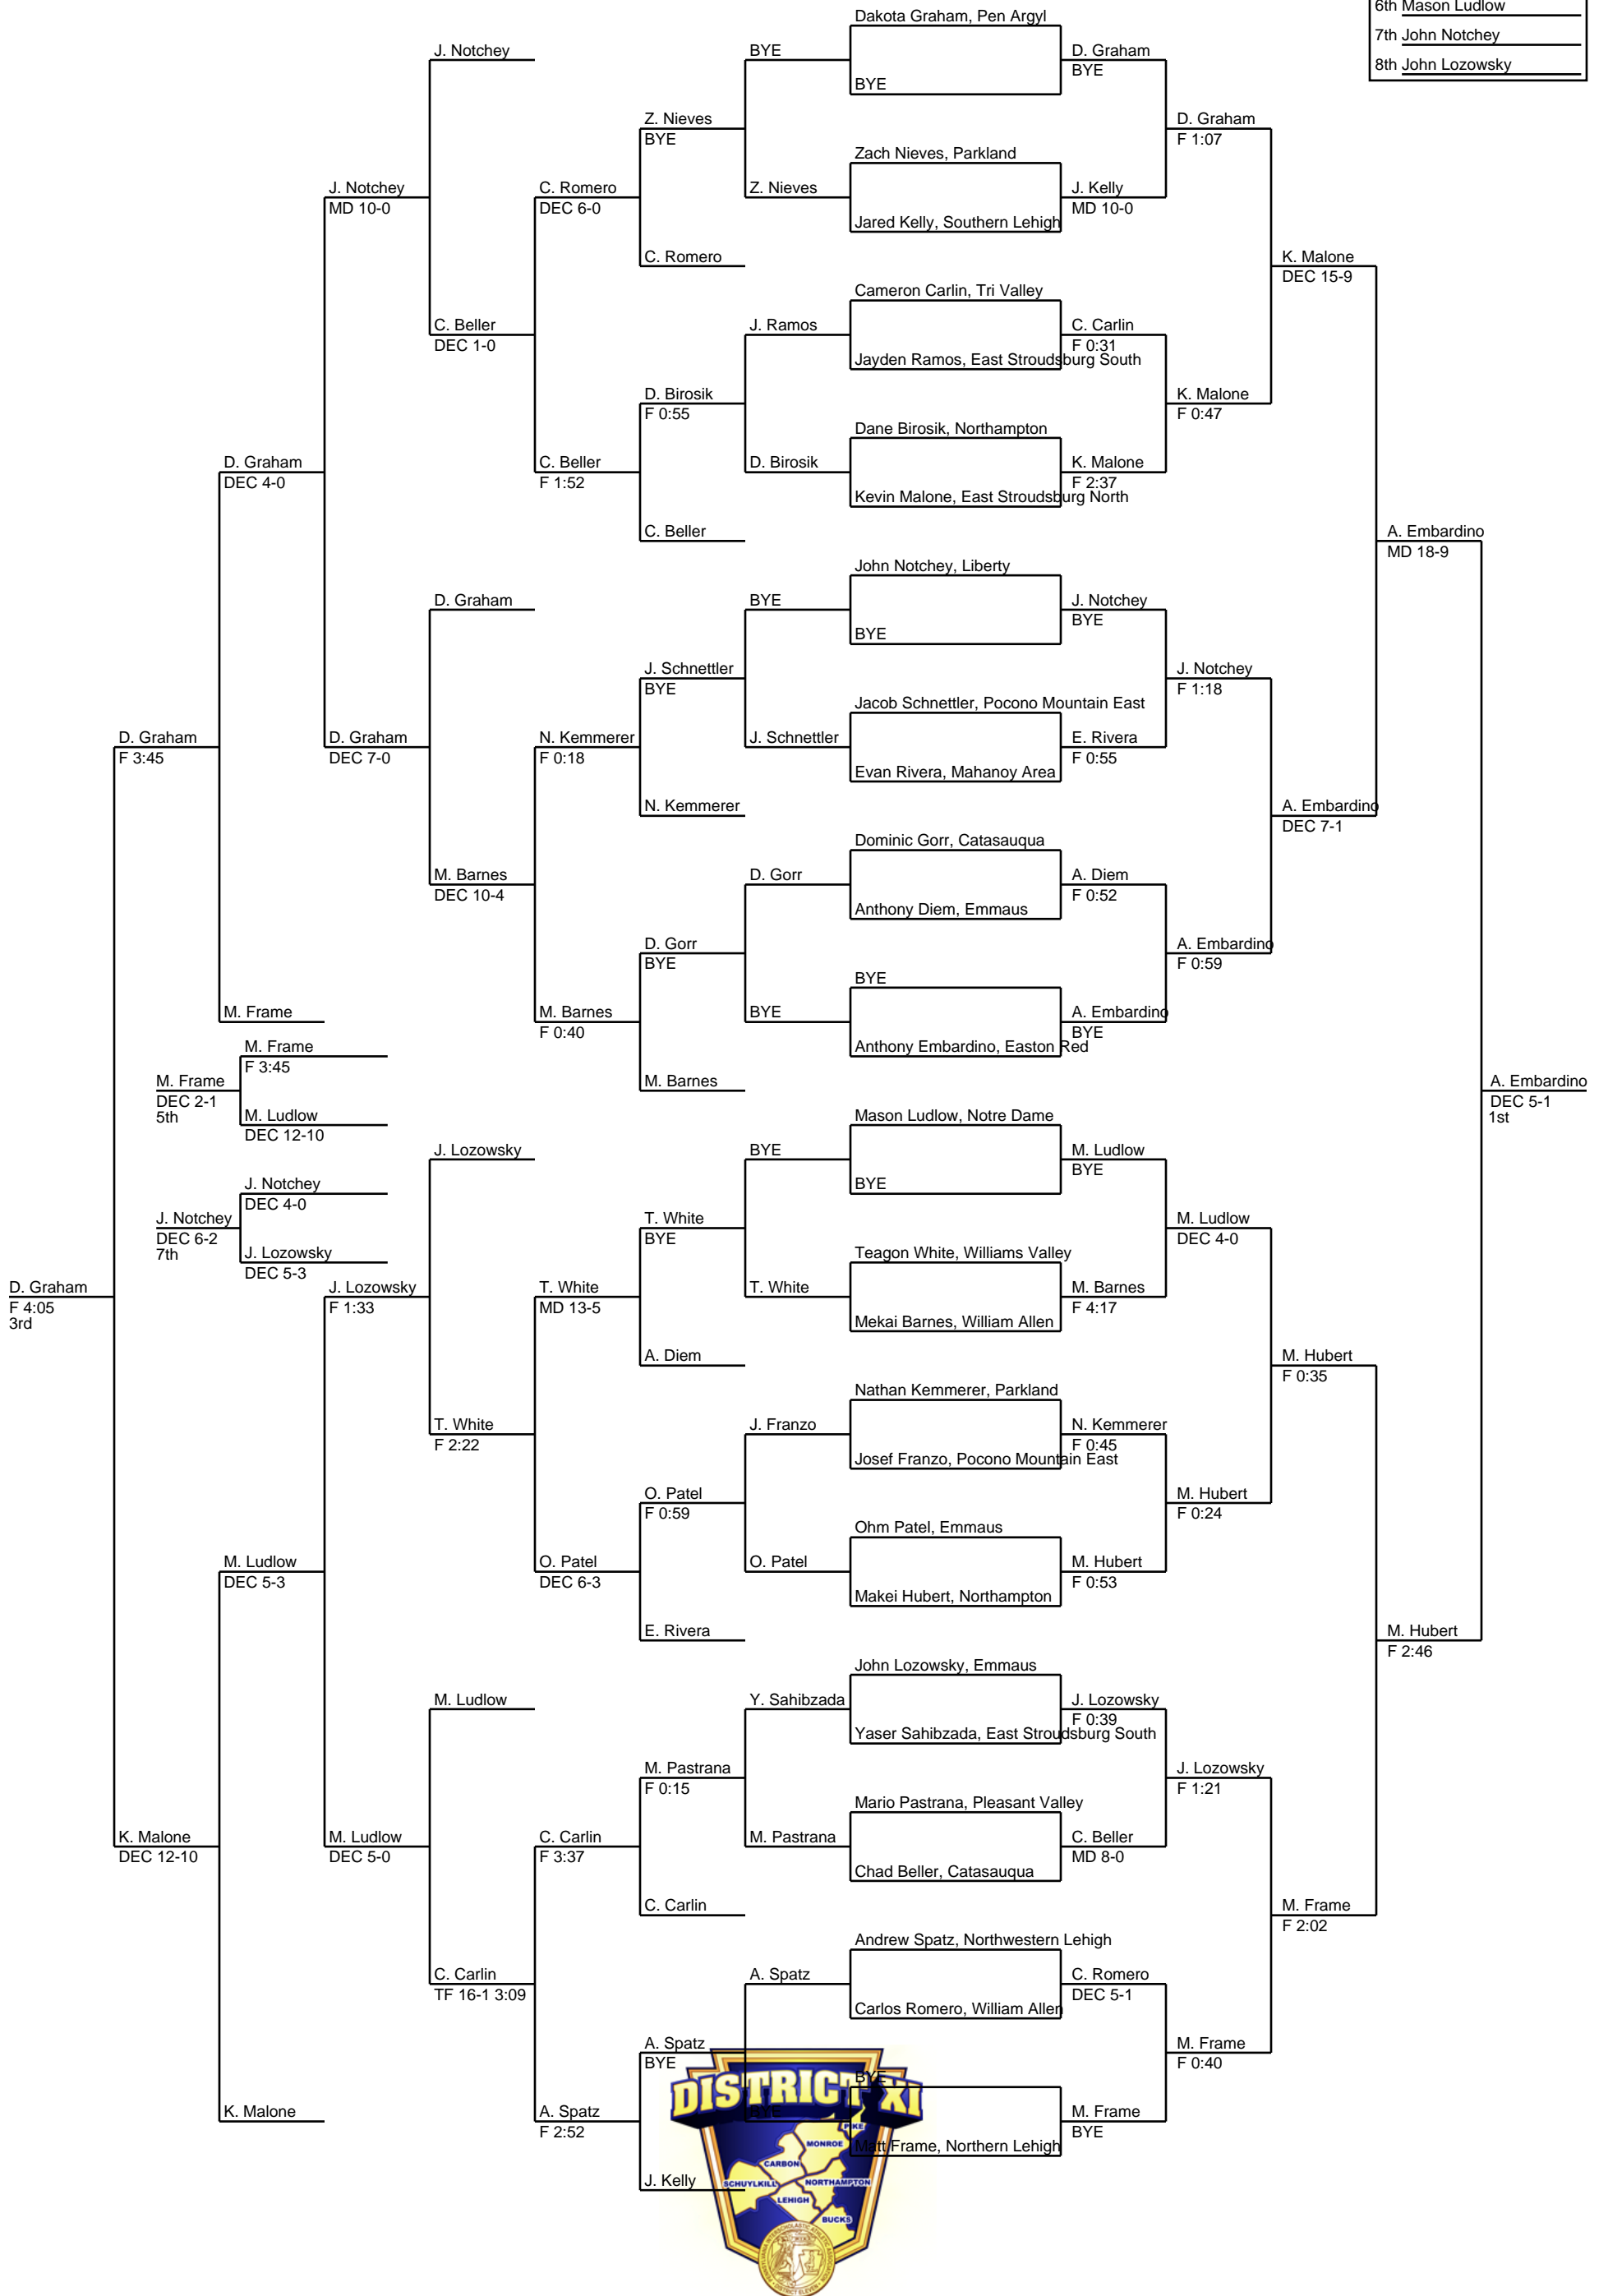 6th Mason Ludlow
7th John Notchey
8th John Lozowsky
Dakota Graham, Pen Argyl
J. Notchey
BYE
D. Graham
BYE
BYE
Z. Nieves
BYE
D. Graham
F 1:07
Zach Nieves, Parkland
J. Notchey
MD 10-0
C. Romero
DEC 6-0
Z. Nieves
J. Kelly
MD 10-0
Jared Kelly, Southern Lehigh
C. Romero
K. Malone
DEC 15-9
Cameron Carlin, Tri Valley
C. Beller
DEC 1-0
J. Ramos
C. Carlin
F 0:31
Jayden Ramos, East Stroudsburg South
D. Birosik
F 0:55
K. Malone
F 0:47
Dane Birosik, Northampton
D. Graham
DEC 4-0
C. Beller
F 1:52
D. Birosik
K. Malone
F 2:37
Kevin Malone, East Stroudsburg North
C. Beller
A. Embardino
MD 18-9
John Notchey, Liberty
D. Graham
BYE
J. Notchey
BYE
BYE
J. Schnettler
BYE
J. Notchey
F 1:18
Jacob Schnettler, Pocono Mountain East
D. Graham
F 3:45
D. Graham
DEC 7-0
N. Kemmerer
F 0:18
J. Schnettler
E. Rivera
F 0:55
Evan Rivera, Mahanoy Area
N. Kemmerer
A. Embardino
DEC 7-1
Dominic Gorr, Catasauqua
M. Barnes
DEC 10-4
D. Gorr
A. Diem
F 0:52
Anthony Diem, Emmaus
D. Gorr
BYE
A. Embardino
F 0:59
BYE
M. Frame
M. Barnes
F 0:40
BYE
A. Embardino
BYE
Anthony Embardino, Easton Red
M. Frame
F 3:45
M. Frame
DEC 2-1
5th
M. Barnes
A. Embardino
DEC 5-1
1st
M. Ludlow
DEC 12-10
Mason Ludlow, Notre Dame
J. Lozowsky
BYE
M. Ludlow
BYE
BYE
J. Notchey
DEC 4-0
J. Notchey
DEC 6-2
7th
T. White
BYE
M. Ludlow
DEC 4-0
J. Lozowsky
DEC 5-3
Teagon White, Williams Valley
D. Graham
F 4:05
3rd
J. Lozowsky
F 1:33
T. White
MD 13-5
T. White
M. Barnes
F 4:17
Mekai Barnes, William Allen
A. Diem
M. Hubert
F 0:35
Nathan Kemmerer, Parkland
T. White
F 2:22
J. Franzo
N. Kemmerer
F 0:45
Josef Franzo, Pocono Mountain East
O. Patel
F 0:59
M. Hubert
F 0:24
Ohm Patel, Emmaus
M. Ludlow
DEC 5-3
O. Patel
DEC 6-3
O. Patel
M. Hubert
F 0:53
Makei Hubert, Northampton
E. Rivera
M. Hubert
F 2:46
John Lozowsky, Emmaus
M. Ludlow
Y. Sahibzada
J. Lozowsky
F 0:39
Yaser Sahibzada, East Stroudsburg South
M. Pastrana
F 0:15
J. Lozowsky
F 1:21
Mario Pastrana, Pleasant Valley
K. Malone
DEC 12-10
M. Ludlow
DEC 5-0
C. Carlin
F 3:37
M. Pastrana
C. Beller
MD 8-0
Chad Beller, Catasauqua
C. Carlin
M. Frame
F 2:02
Andrew Spatz, Northwestern Lehigh
C. Carlin
TF 16-1 3:09
A. Spatz
C. Romero
DEC 5-1
Carlos Romero, William Allen
A. Spatz
BYE
M. Frame
F 0:40
BYE
K. Malone
A. Spatz
F 2:52
BYE
M. Frame
BYE
Matt Frame, Northern Lehigh
J. Kelly
DISTRICT XI
PIKE
MONROE
CARBON
SCHUYLKILL
NORTHAMPTON
LEHIGH
BUCKS